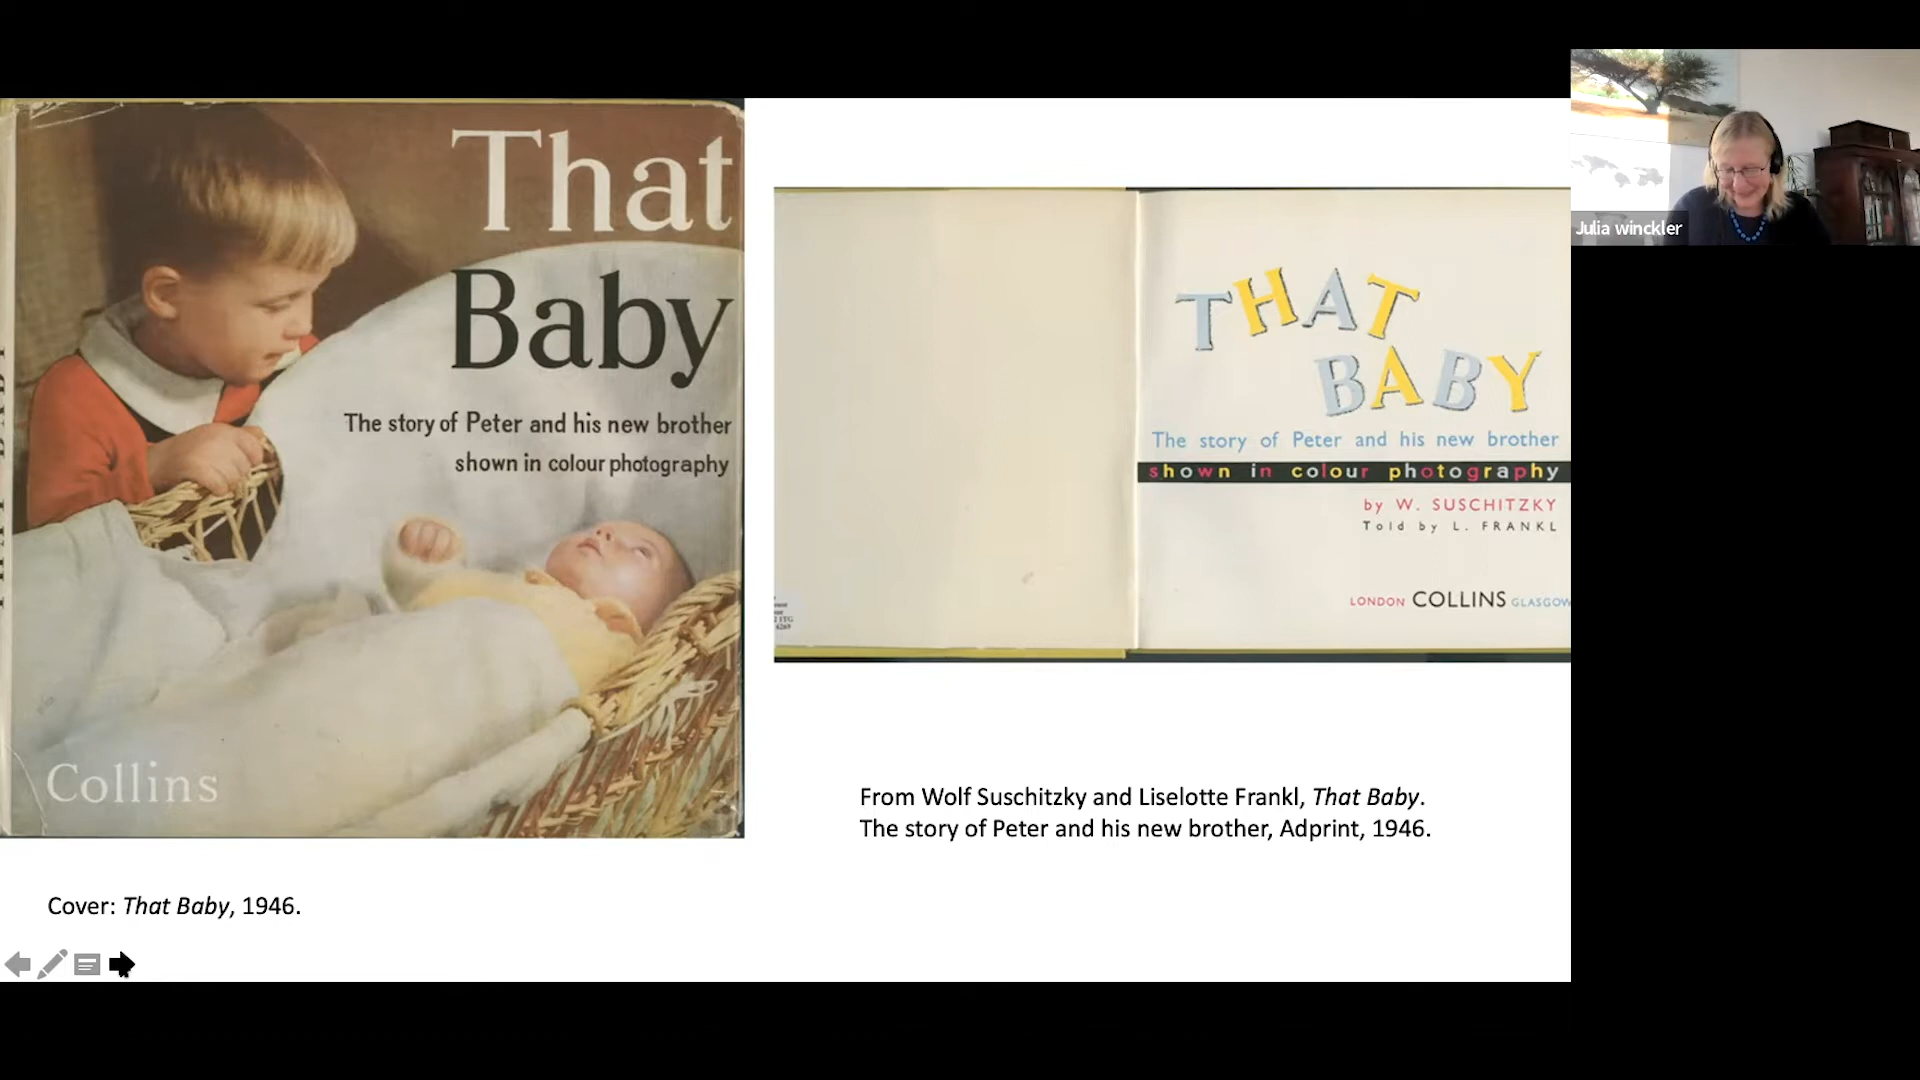 That
Baby
The story of Peter and his new brother
shown in colour photography
Collins
THAT
BABY
The story of Peter and his new brother
shown in colour photography
by W. SUSCHITZKY
Told by L. FRANKL
LONDON COLLINS GLASGOW
From Wolf Suschitzky and Liselotte Frankl, That Baby.
The story of Peter and his new brother, Adprint, 1946.
Cover: That Baby, 1946.
Julia winckler